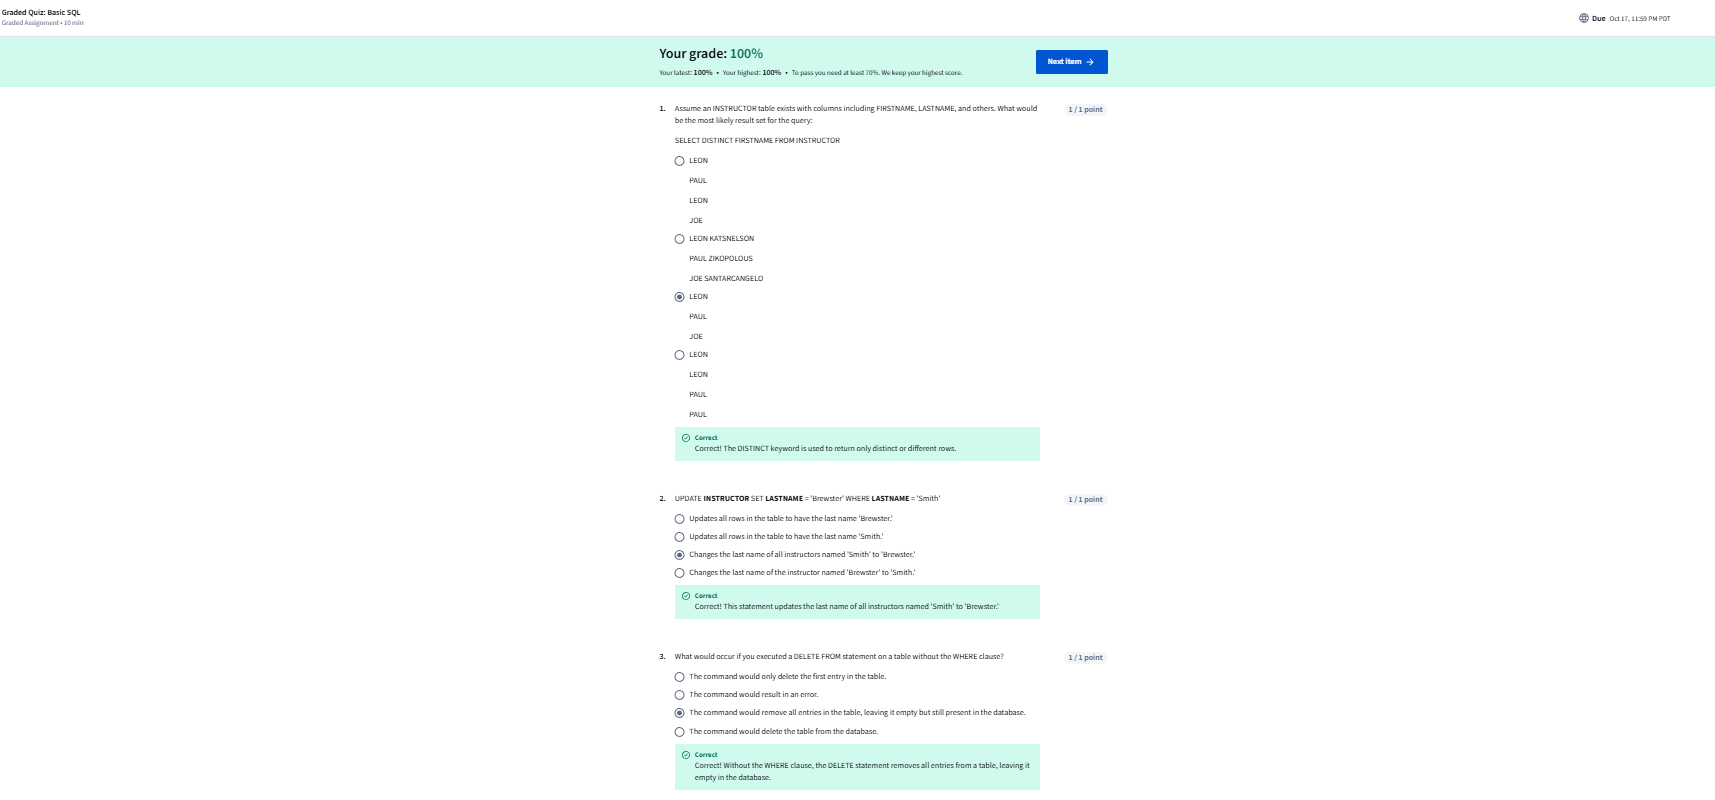 Graded Quiz: Basic SQL
Graded Assignment • 10 min
Due Oct 17, 11:59 PM PDT
Your grade: 100%
Your latest: 100% • Your highest: 100% • To pass you need at least 70%. We keep your highest score.
Next item →
1. Assume an INSTRUCTOR table exists with columns including FIRSTNAME, LASTNAME, and others. What would
be the most likely result set for the query:
1 / 1 point
SELECT DISTINCT FIRSTNAME FROM INSTRUCTOR
LEON
PAUL
LEON
JOE
LEON KATSNELSON
PAUL ZIKOPOLOUS
JOE SANTARCANGELO
LEON
PAUL
JOE
LEON
LEON
PAUL
PAUL
Correct
Correct! The DISTINCT keyword is used to return only distinct or different rows.
2. UPDATE INSTRUCTOR SET LASTNAME = 'Brewster' WHERE LASTNAME = 'Smith'
1 / 1 point
Updates all rows in the table to have the last name 'Brewster.'
Updates all rows in the table to have the last name 'Smith.'
Changes the last name of all instructors named 'Smith' to 'Brewster.'
Changes the last name of the instructor named 'Brewster' to 'Smith.'
Correct
Correct! This statement updates the last name of all instructors named 'Smith' to 'Brewster.'
3. What would occur if you executed a DELETE FROM statement on a table without the WHERE clause?
1 / 1 point
The command would only delete the first entry in the table.
The command would result in an error.
The command would remove all entries in the table, leaving it empty but still present in the database.
The command would delete the table from the database.
Correct
Correct! Without the WHERE clause, the DELETE statement removes all entries from a table, leaving it
empty in the database.